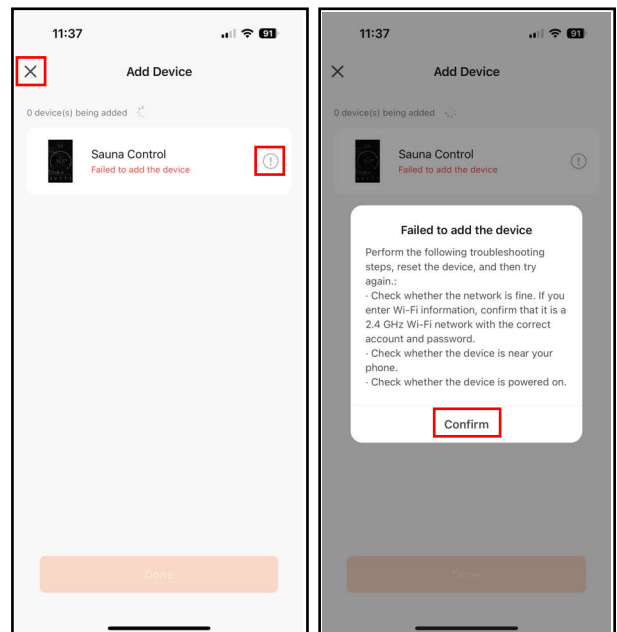 11:37
91
Add Device
0 device(s) being added
Sauna Control
Failed to add the device
Done
11:37
91
Add Device
0 device(s) being added
Sauna Control
Failed to add the device
Failed to add the device
Perform the following troubleshooting
steps, reset the device, and then try
again.:
· Check whether the network is fine. If you
enter Wi-Fi information, confirm that it is a
2.4 GHz Wi-Fi network with the correct
account and password.
· Check whether the device is near your
phone.
· Check whether the device is powered on.
Confirm
Done